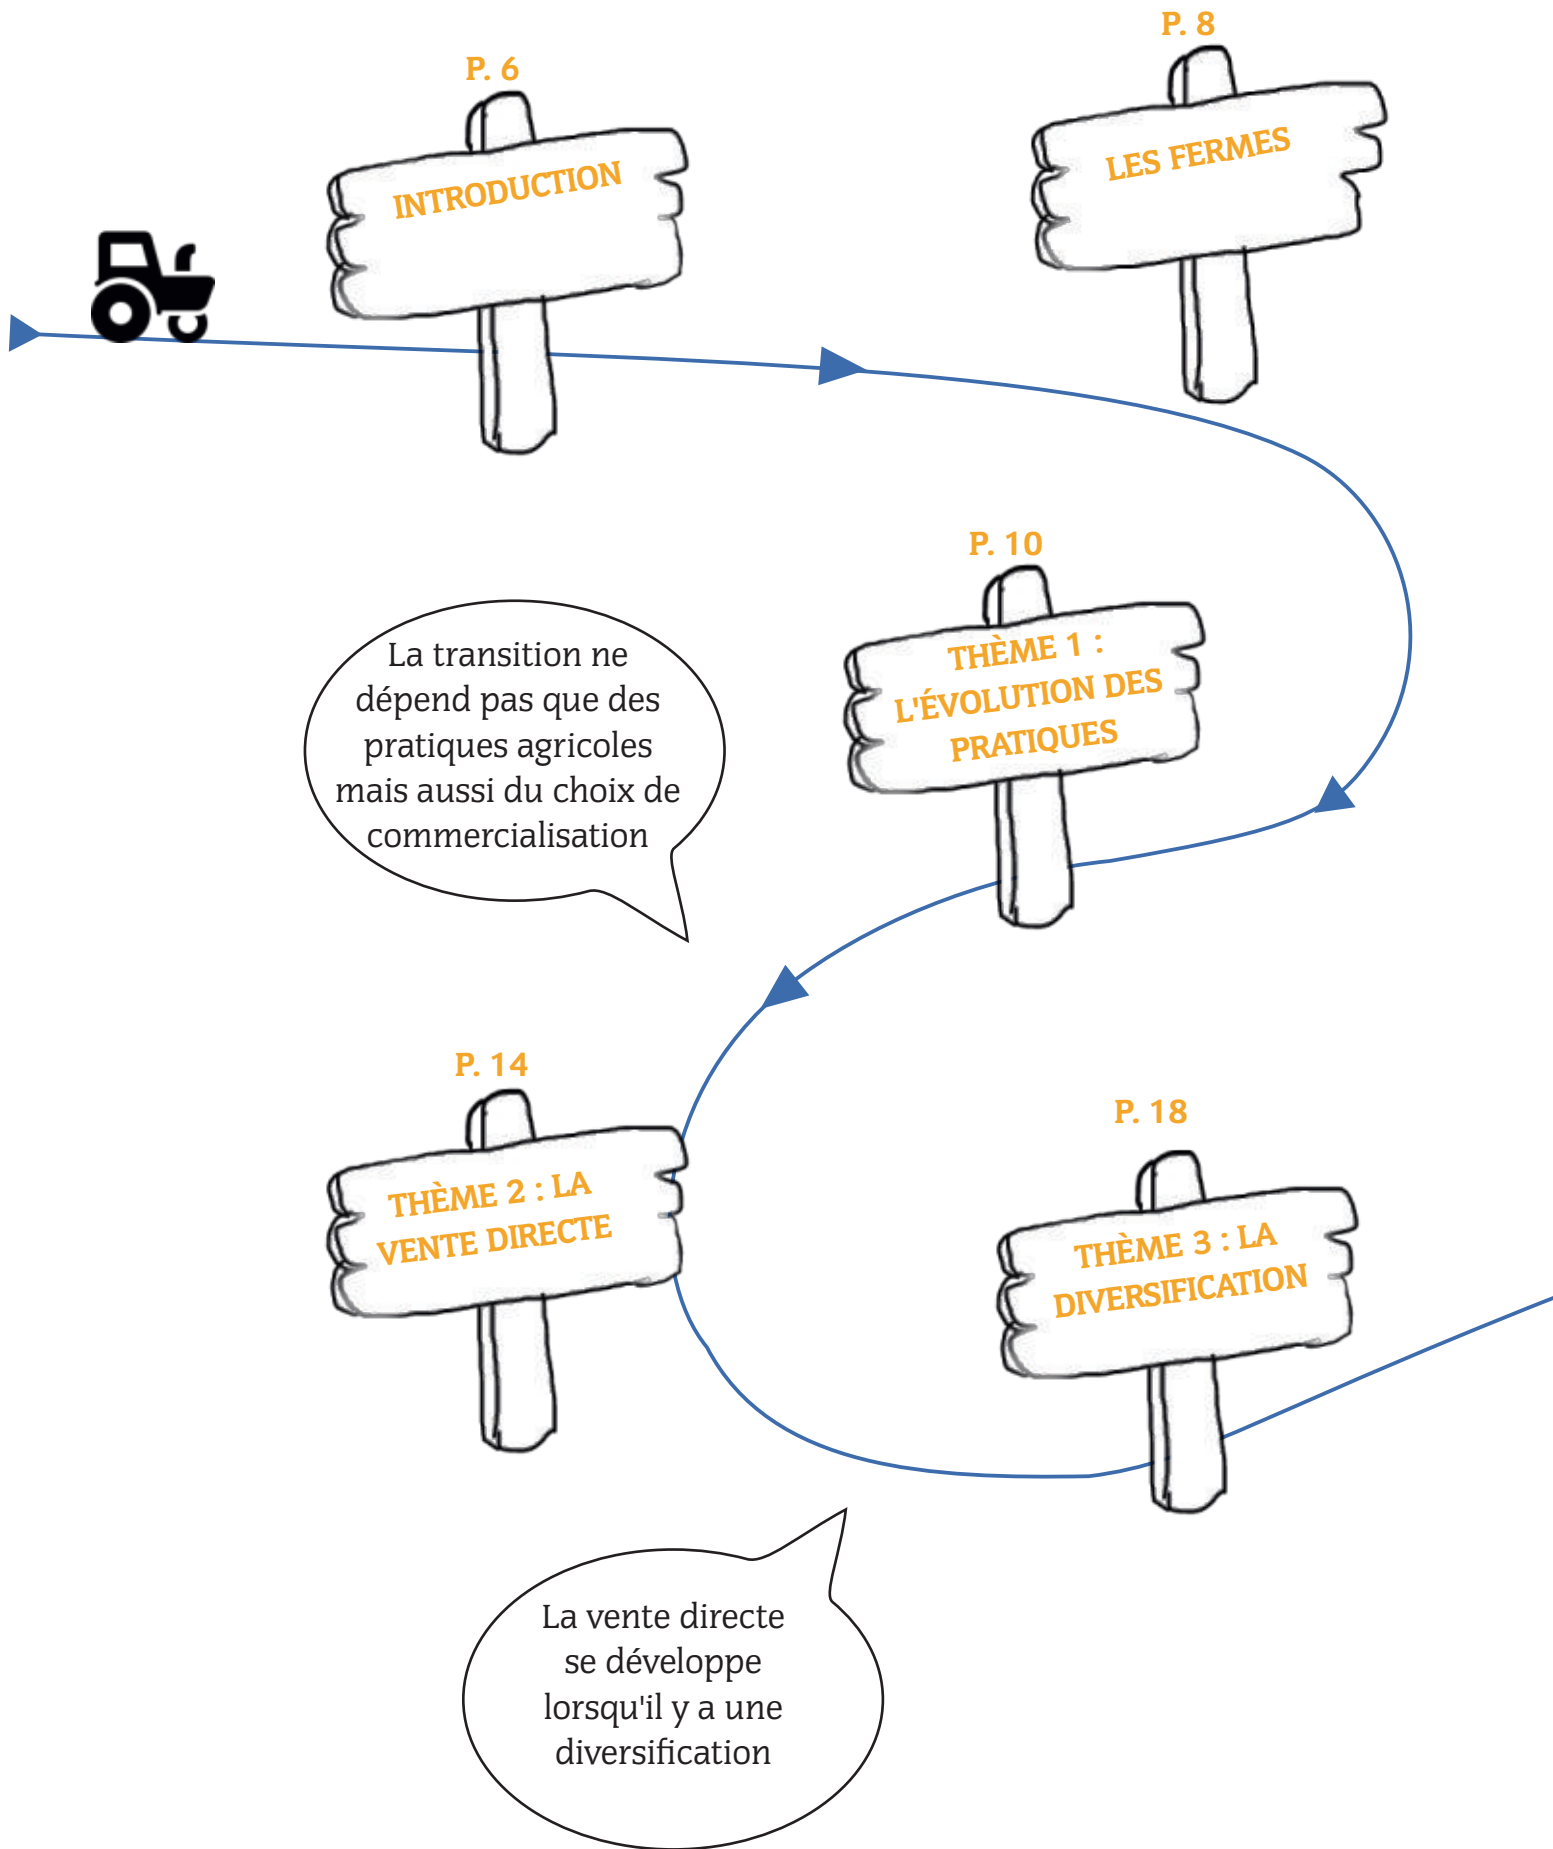 P. 6
INTRODUCTION
P. 8
LES FERMES
P. 10
THÈME 1 :
L'ÉVOLUTION DES
PRATIQUES
La transition ne
dépend pas que des
pratiques agricoles
mais aussi du choix de
commercialisation
P. 14
THÈME 2 : LA
VENTE DIRECTE
P. 18
THÈME 3 : LA
DIVERSIFICATION
La vente directe
se développe
lorsqu'il y a une
diversification